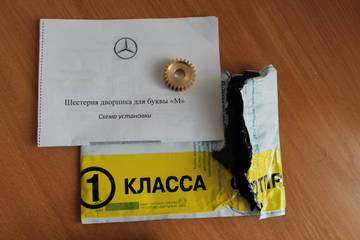 Шестерня дворника для буквы «М»
Схема установки
1 КЛАССА